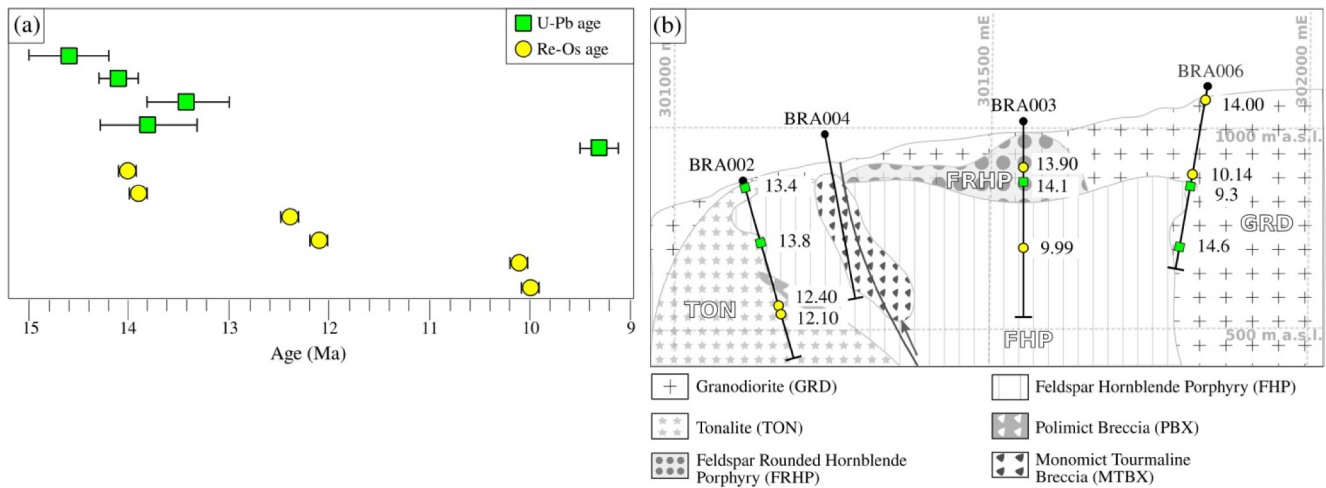 (a)
U-Pb age
Re-Os age
15 14 13 12 11 10 9
Age (Ma)
(b)
301000 m
301500 mE
302000 mE
BRA006
14.00
BRA003
1000 m a.s.l.
BRA004
BRA002
13.90
13.4
FRHP
14.1
10.14
9.3
GRD
13.8
9.99
14.6
TON
12.40
12.10
FHP
500 m a.s.l.
Granodiorite (GRD)
Feldspar Hornblende Porphyry (FHP)
Tonalite (TON)
Polimict Breccia (PBX)
Feldspar Rounded Hornblende
Porphyry (FRHP)
Monomict Tourmaline
Breccia (MTBX)